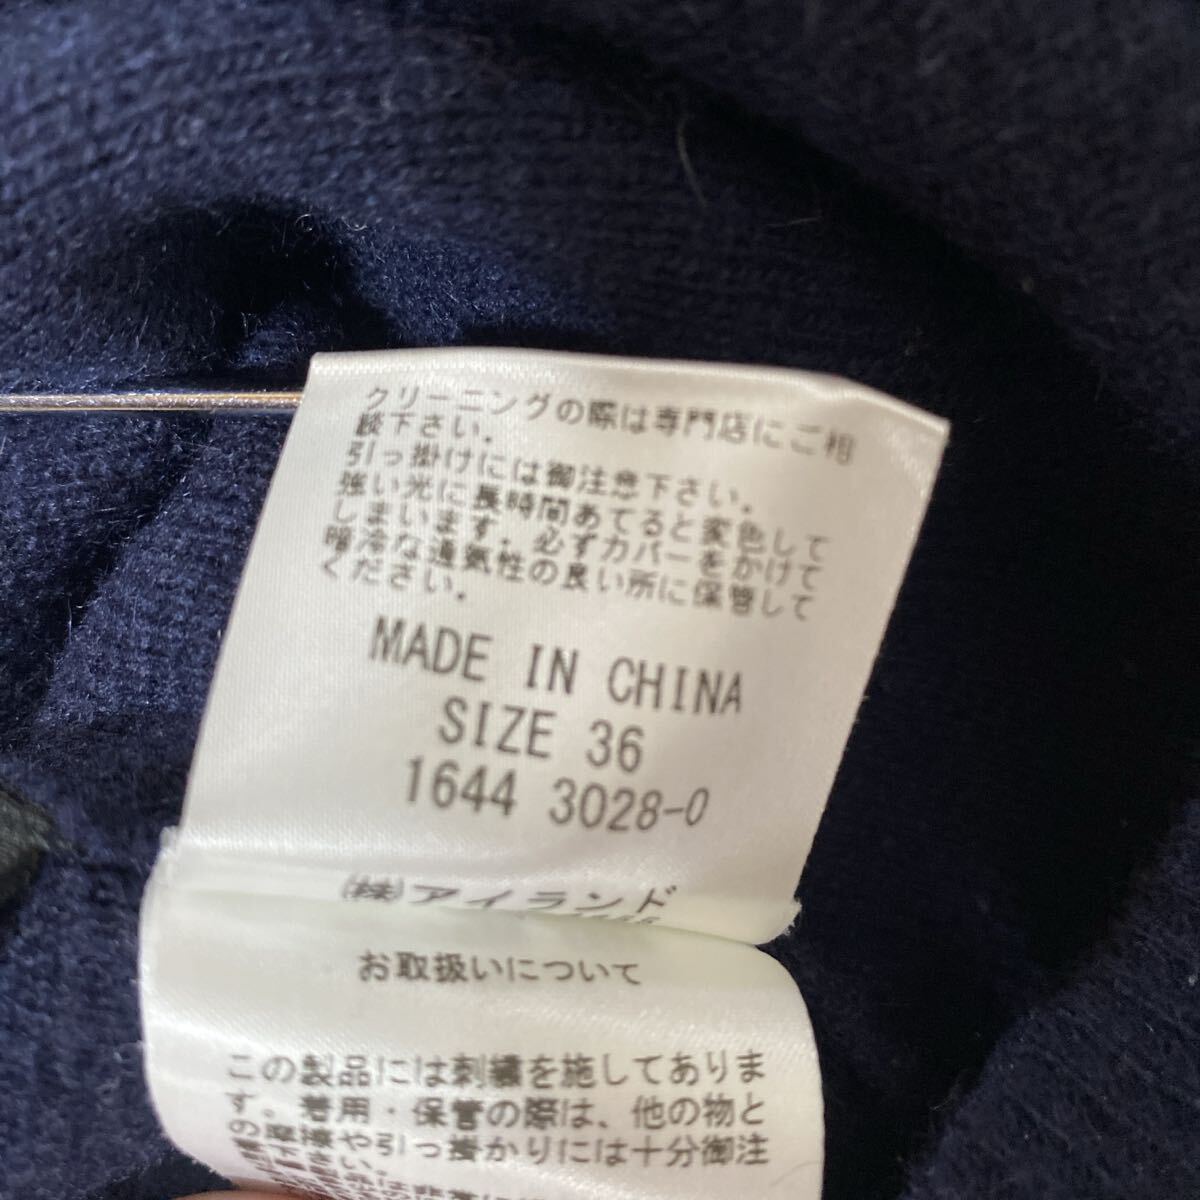 クリーニングの際は専門店にご相
談下さい。
引っ掛けには御注意下さい。
強い光に長時間あてると変色して
しまいます。必ずカバーをかけて
暗冷な通気性の良い所に保管して
ください。
MADE IN CHINA
SIZE 36
1644 3028-0
(株)アイランド
お取扱いについて
この製品には刺繍を施してありま
す。着用・保管の際は、他の物と
の摩擦や引っ掛かりには十分御注
意下さい。